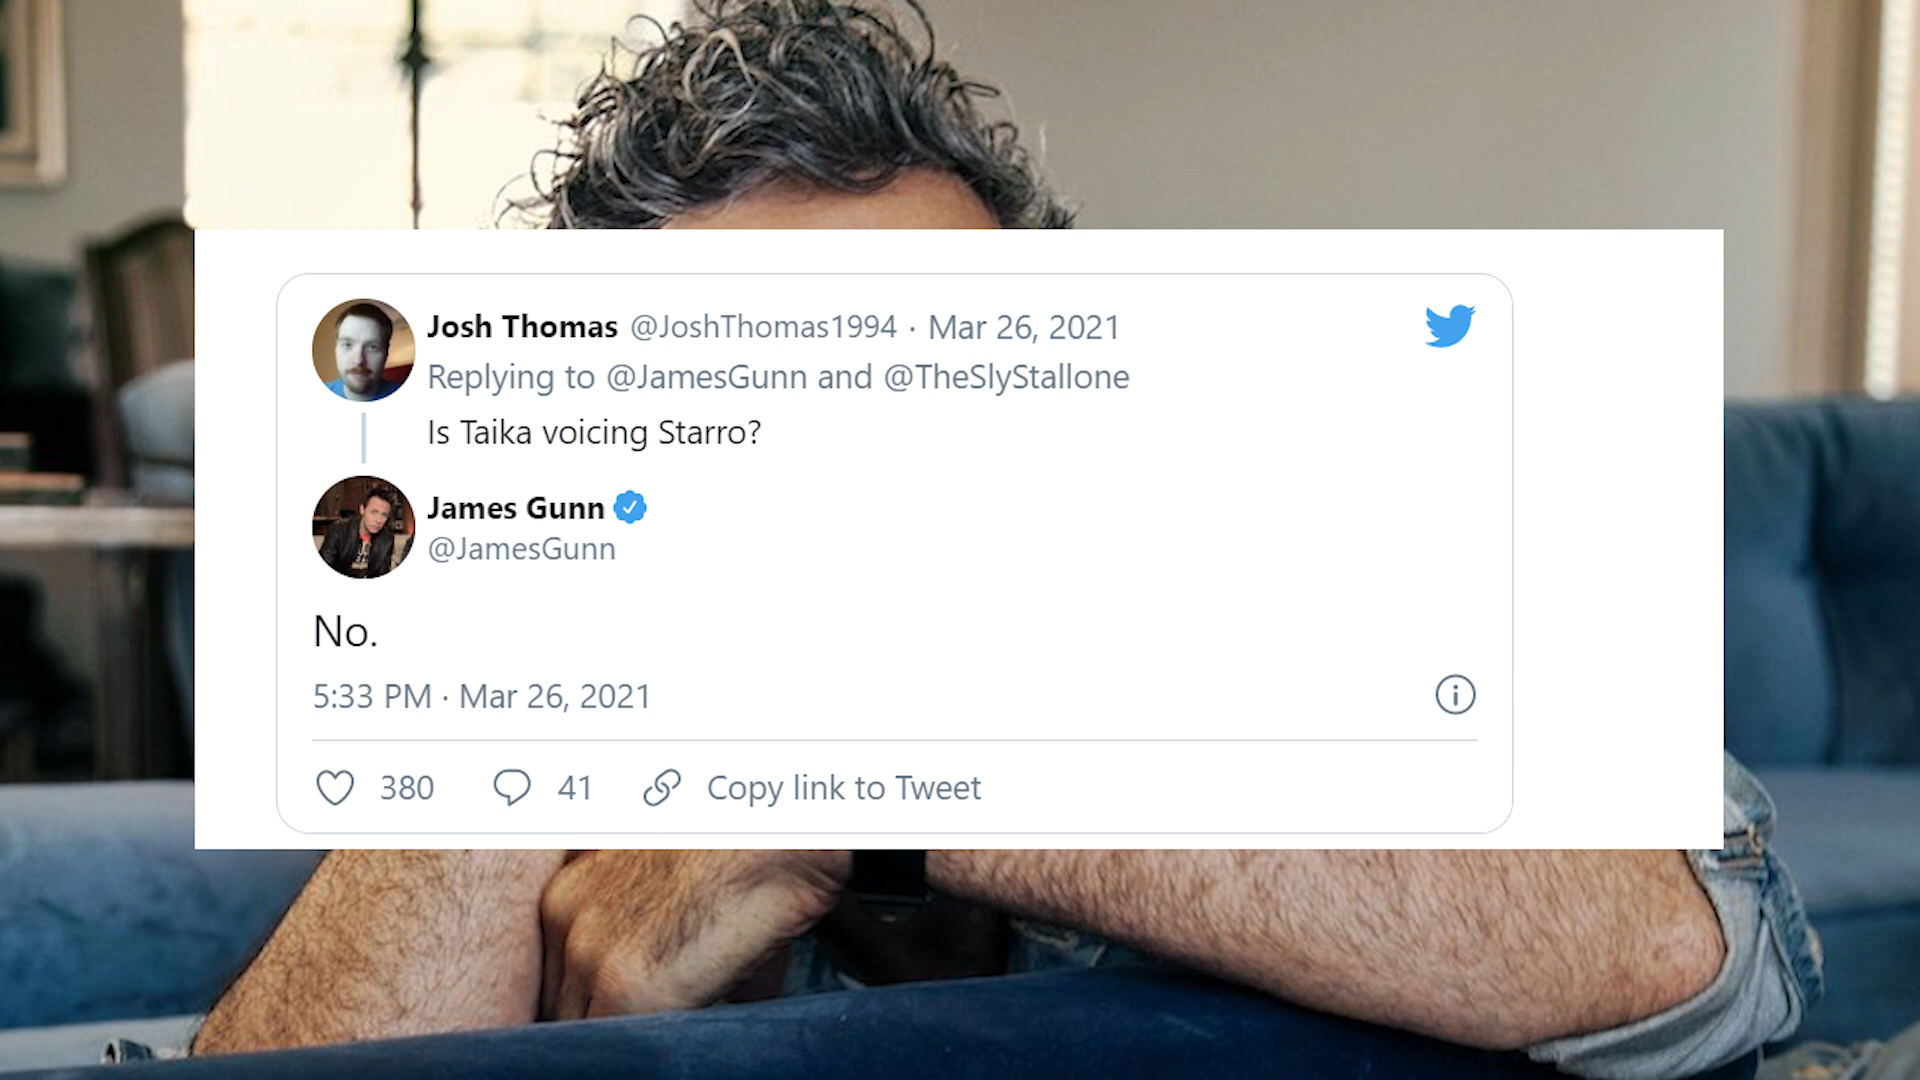 Josh Thomas @JoshThomas1994 · Mar 26, 2021
Replying to @JamesGunn and @TheSlyStallone
Is Taika voicing Starro?
James Gunn
@JamesGunn
No.
5:33 PM · Mar 26, 2021
380 41 Copy link to Tweet